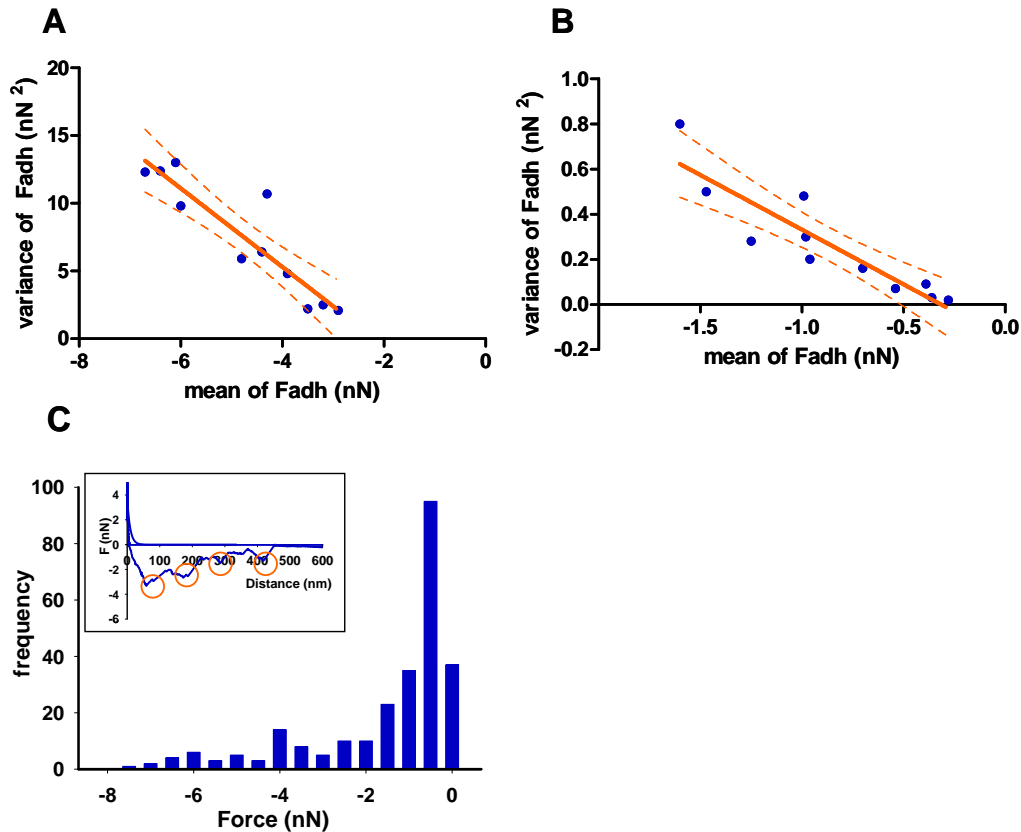 A
variance of Fadh (nN 2)
20
15
10
5
0
-8 -6 -4 -2 0
mean of Fadh (nN)
B
variance of Fadh (nN 2)
1.0
0.8
0.6
0.4
0.2
0.0
-0.2
-1.5 -1.0 -0.5 0.0
mean of Fadh (nN)
C
frequency
100
80
60
40
20
0
-8 -6 -4 -2 0
Force (nN)
F (nN)
4
2
0
-2
-4
-6
0 100 200 300 400 500 600
Distance (nm)